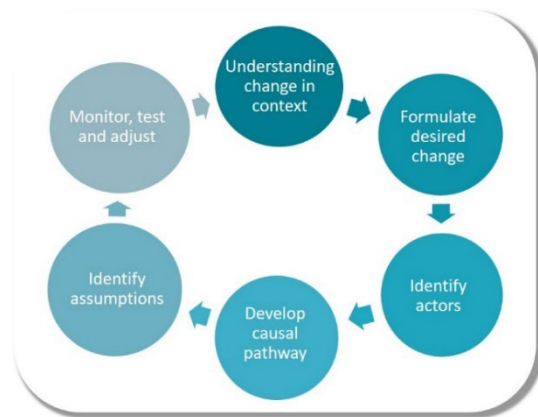 Understanding
change in
context
Formulate
desired
change
Identify
actors
Develop
causal
pathway
Identify
assumptions
Monitor, test
and adjust